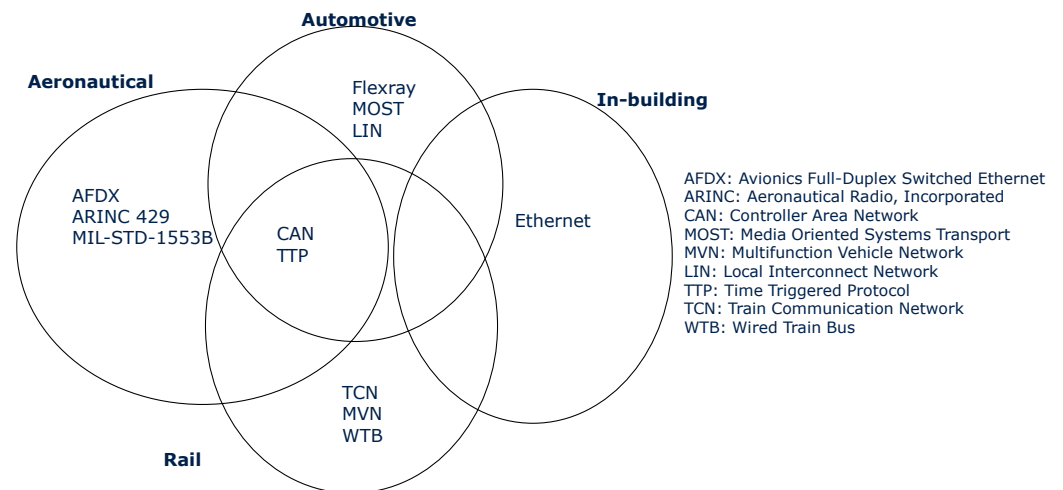 Automotive
Aeronautical
In-building
Flexray
MOST
LIN
AFDX
ARINC 429
MIL-STD-1553B
CAN
TTP
Ethernet
TCN
MVN
WTB
Rail
AFDX: Avionics Full-Duplex Switched Ethernet
ARINC: Aeronautical Radio, Incorporated
CAN: Controller Area Network
MOST: Media Oriented Systems Transport
MVN: Multifunction Vehicle Network
LIN: Local Interconnect Network
TTP: Time Triggered Protocol
TCN: Train Communication Network
WTB: Wired Train Bus